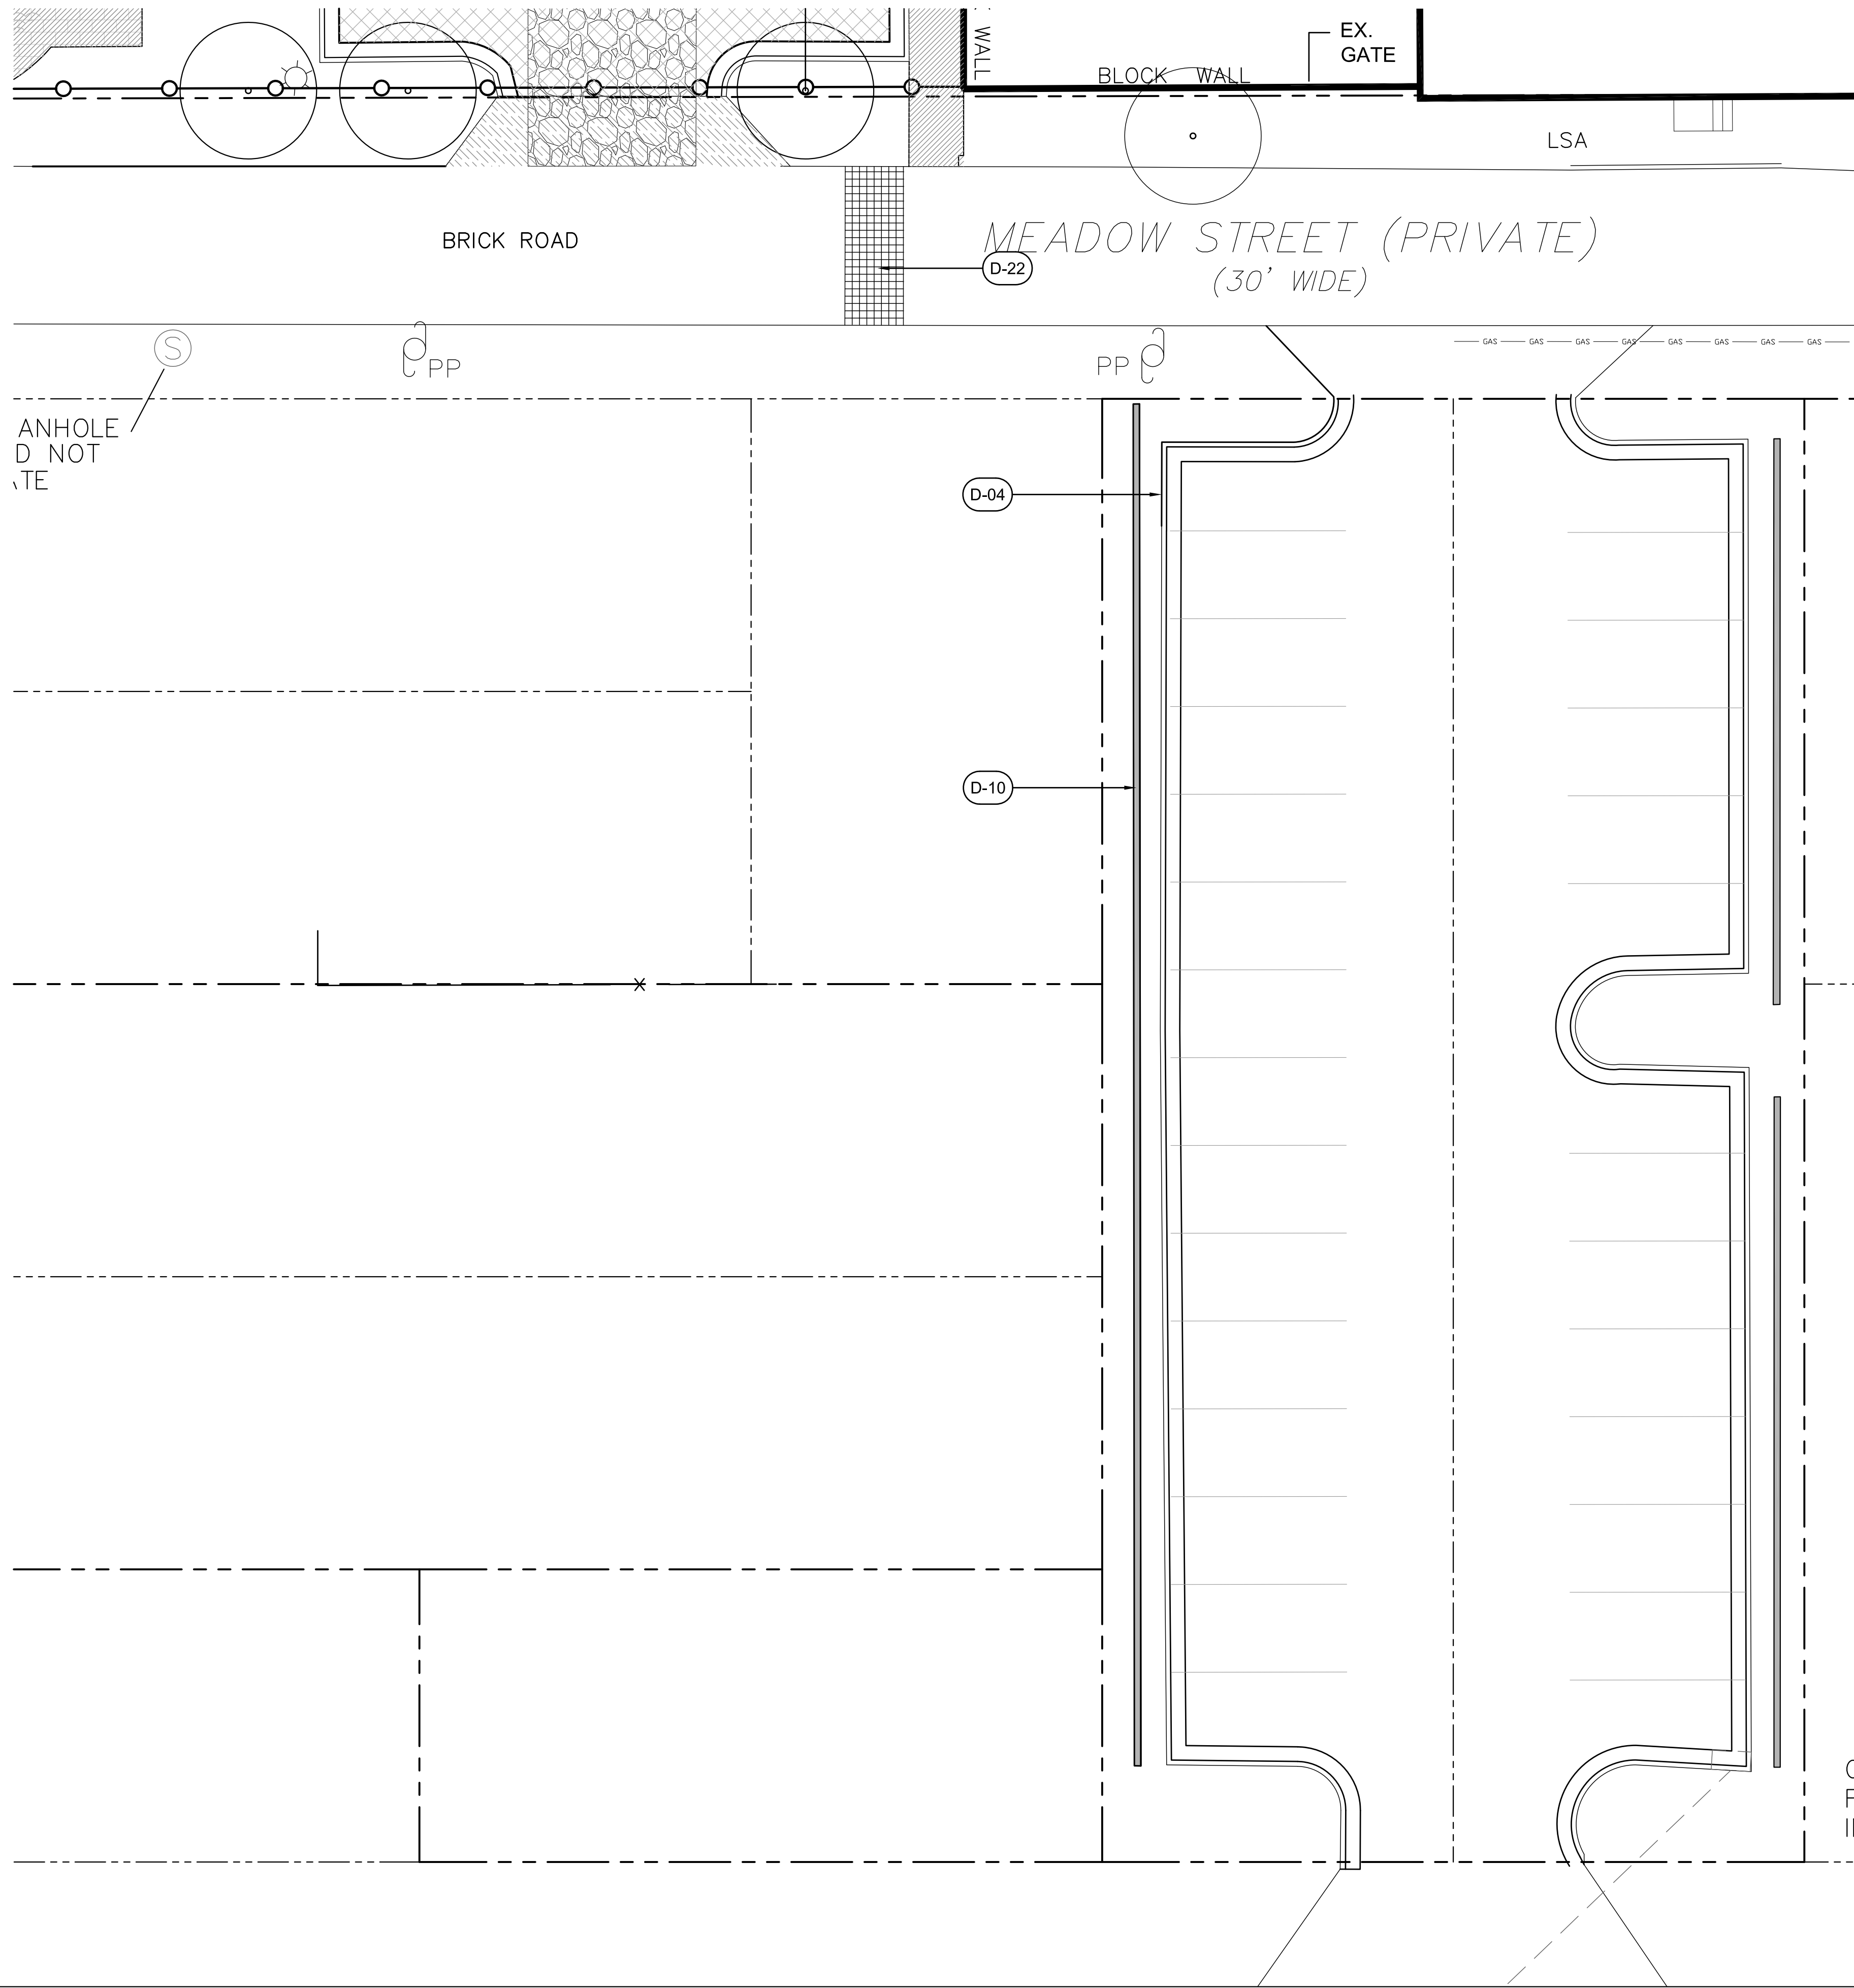 WALL
EX.
GATE
BLOCK WALL
LSA
BRICK ROAD
MEADOW STREET (PRIVATE)
(30' WIDE)
D-22
GAS GAS GAS GAS GAS GAS GAS GAS
S
PP
PP
ANHOLE
D NOT
TE
D-04
D-10
X